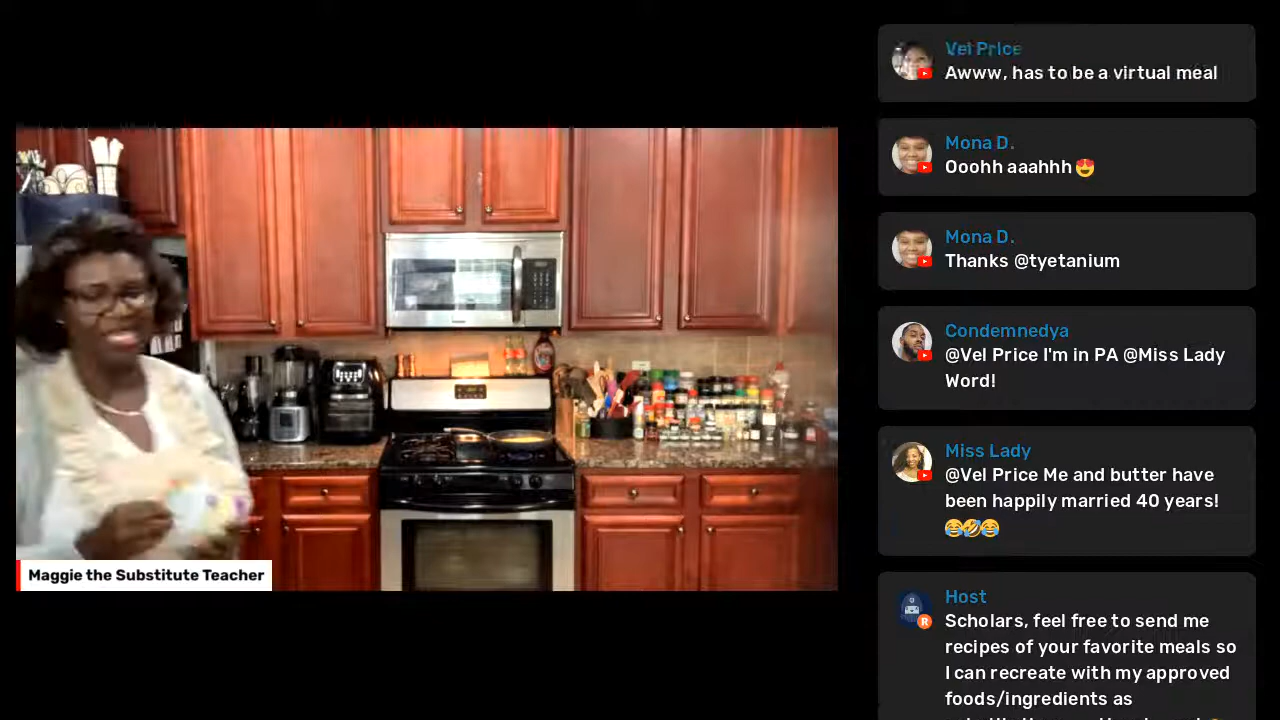 Vel Price
Awww, has to be a virtual meal
Mona D.
Ooohh aaahhh 😍
Mona D.
Thanks @tyetanium
Condemnedya
@Vel Price I'm in PA @Miss Lady
Word!
Miss Lady
@Vel Price Me and butter have
been happily married 40 years!
😂🤣😂
Host
Scholars, feel free to send me
recipes of your favorite meals so
I can recreate with my approved
foods/ingredients as
Maggie the Substitute Teacher